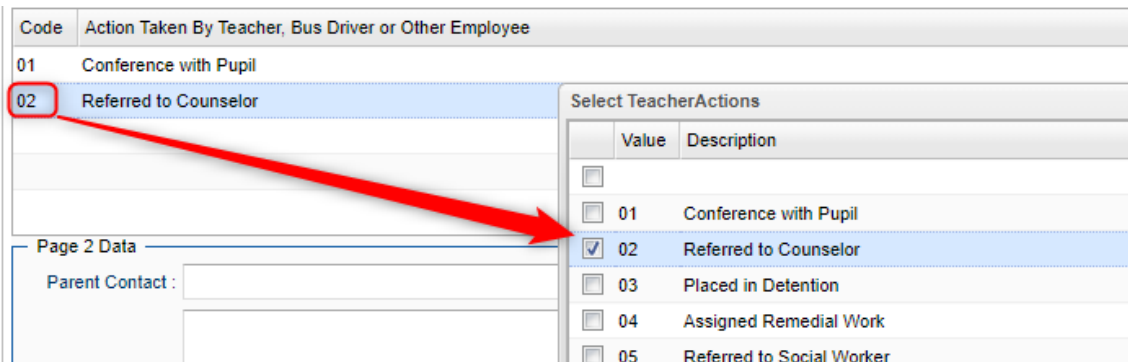 Code Action Taken By Teacher, Bus Driver or Other Employee
01 Conference with Pupil
02 Referred to Counselor
Page 2 Data
Parent Contact :
Select TeacherActions
Value Description
01 Conference with Pupil
02 Referred to Counselor
03 Placed in Detention
04 Assigned Remedial Work
05 Referred to Social Worker